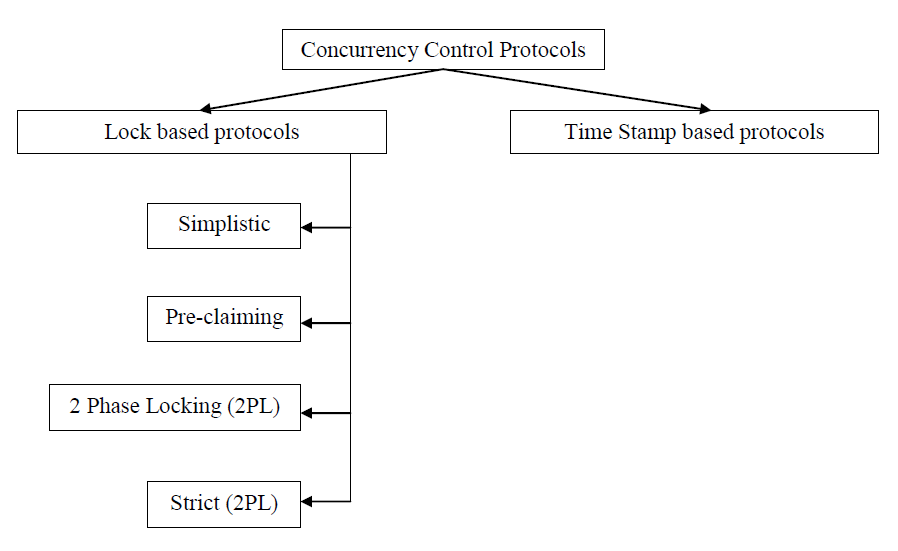 Concurrency Control Protocols
Lock based protocols
Time Stamp based protocols
Simplistic
Pre-claiming
2 Phase Locking (2PL)
Strict (2PL)